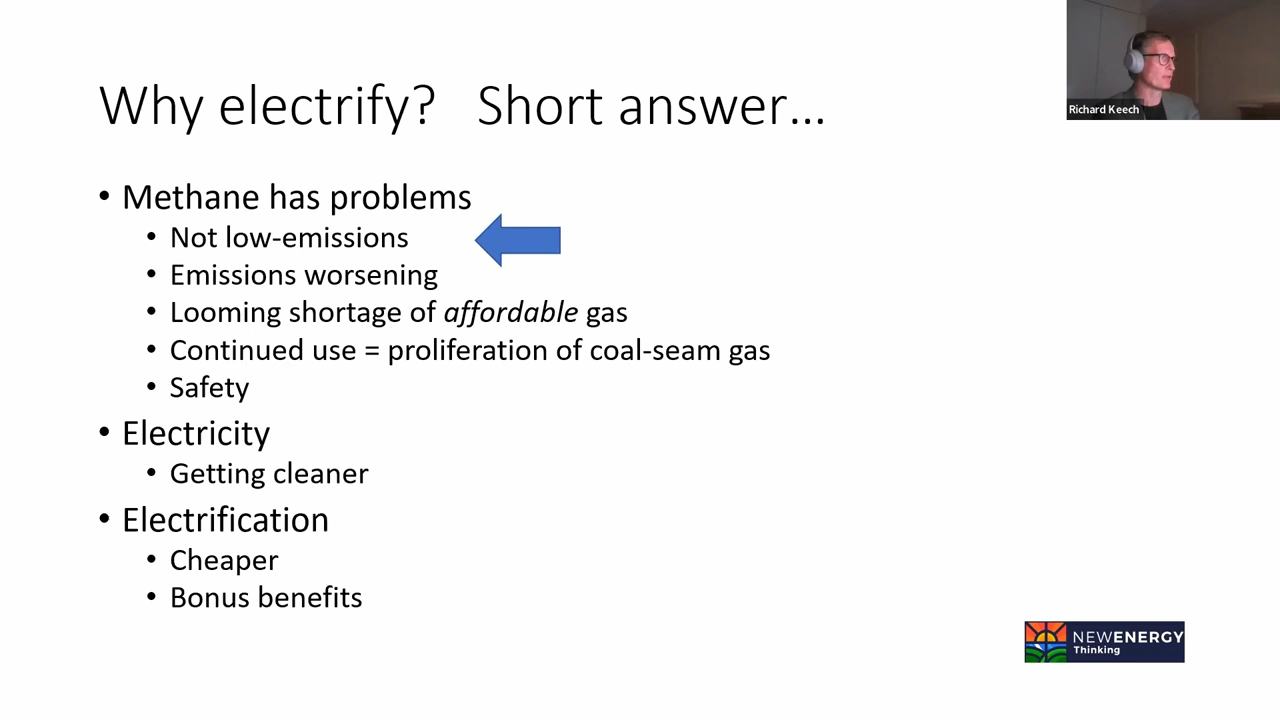 Why electrify? Short answer...
Richard Keech
• Methane has problems
• Not low-emissions
• Emissions worsening
• Looming shortage of affordable gas
• Continued use = proliferation of coal-seam gas
• Safety
• Electricity
• Getting cleaner
• Electrification
• Cheaper
• Bonus benefits
NEWENERGY
Thinking